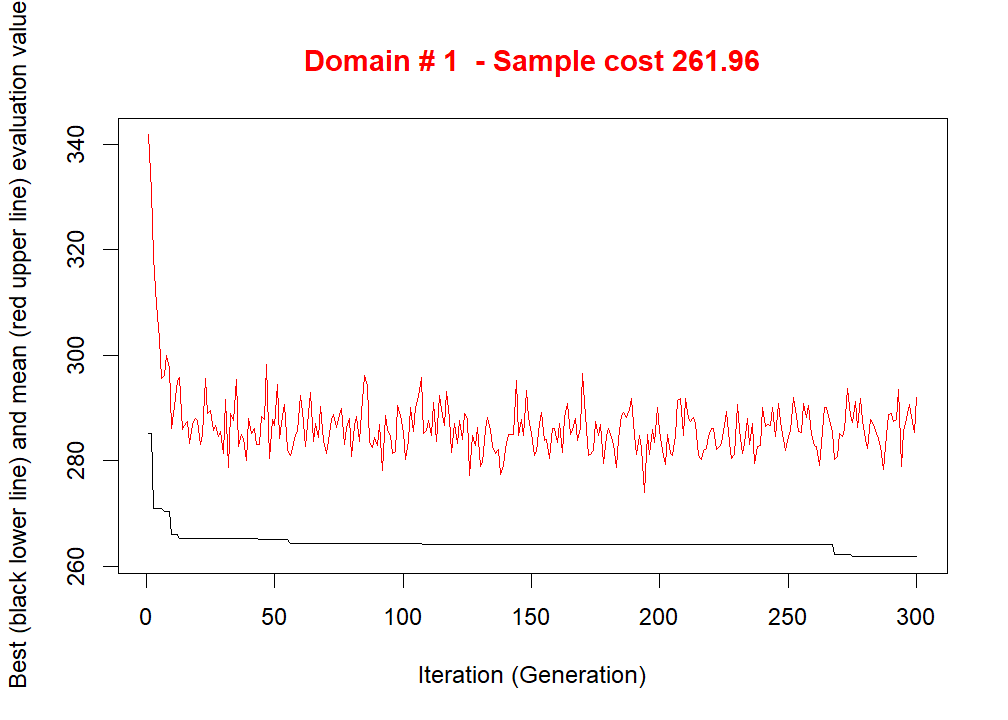 Domain # 1  - Sample cost 261.96
Best (black lower line) and mean (red upper line) evaluation value
340
320
300
280
260
0 50 100 150 200 250 300
Iteration (Generation)